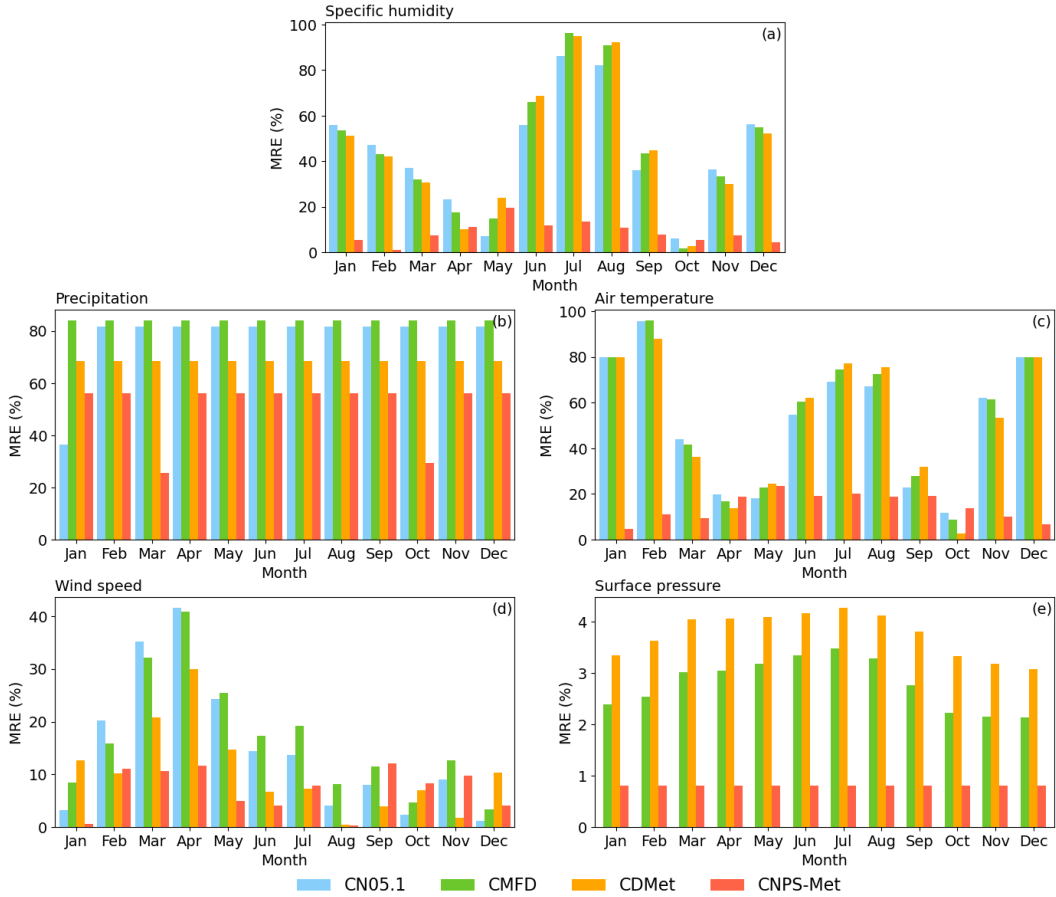 Specific humidity
(a)
MRE (%)
100
80
60
40
20
0
Jan Feb Mar Apr May Jun Jul Aug Sep Oct Nov Dec
Month
Precipitation
(b)
MRE (%)
80
60
40
20
0
Jan Feb Mar Apr May Jun Jul Aug Sep Oct Nov Dec
Month
Air temperature
(c)
MRE (%)
100
80
60
40
20
0
Jan Feb Mar Apr May Jun Jul Aug Sep Oct Nov Dec
Month
Wind speed
(d)
MRE (%)
40
30
20
10
0
Jan Feb Mar Apr May Jun Jul Aug Sep Oct Nov Dec
Month
Surface pressure
(e)
MRE (%)
4
3
2
1
0
Jan Feb Mar Apr May Jun Jul Aug Sep Oct Nov Dec
Month
CN05.1 CMFD CDMet CNPS-Met